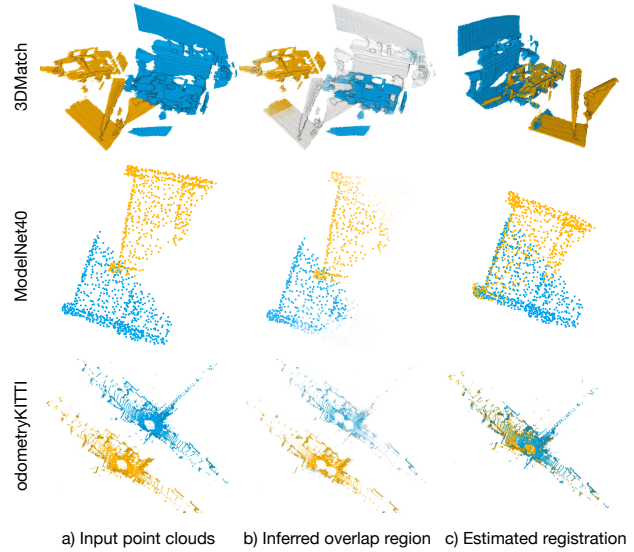 3DMatch
ModelNet40
odometryKITTI
a) Input point clouds
b) Inferred overlap region
c) Estimated registration